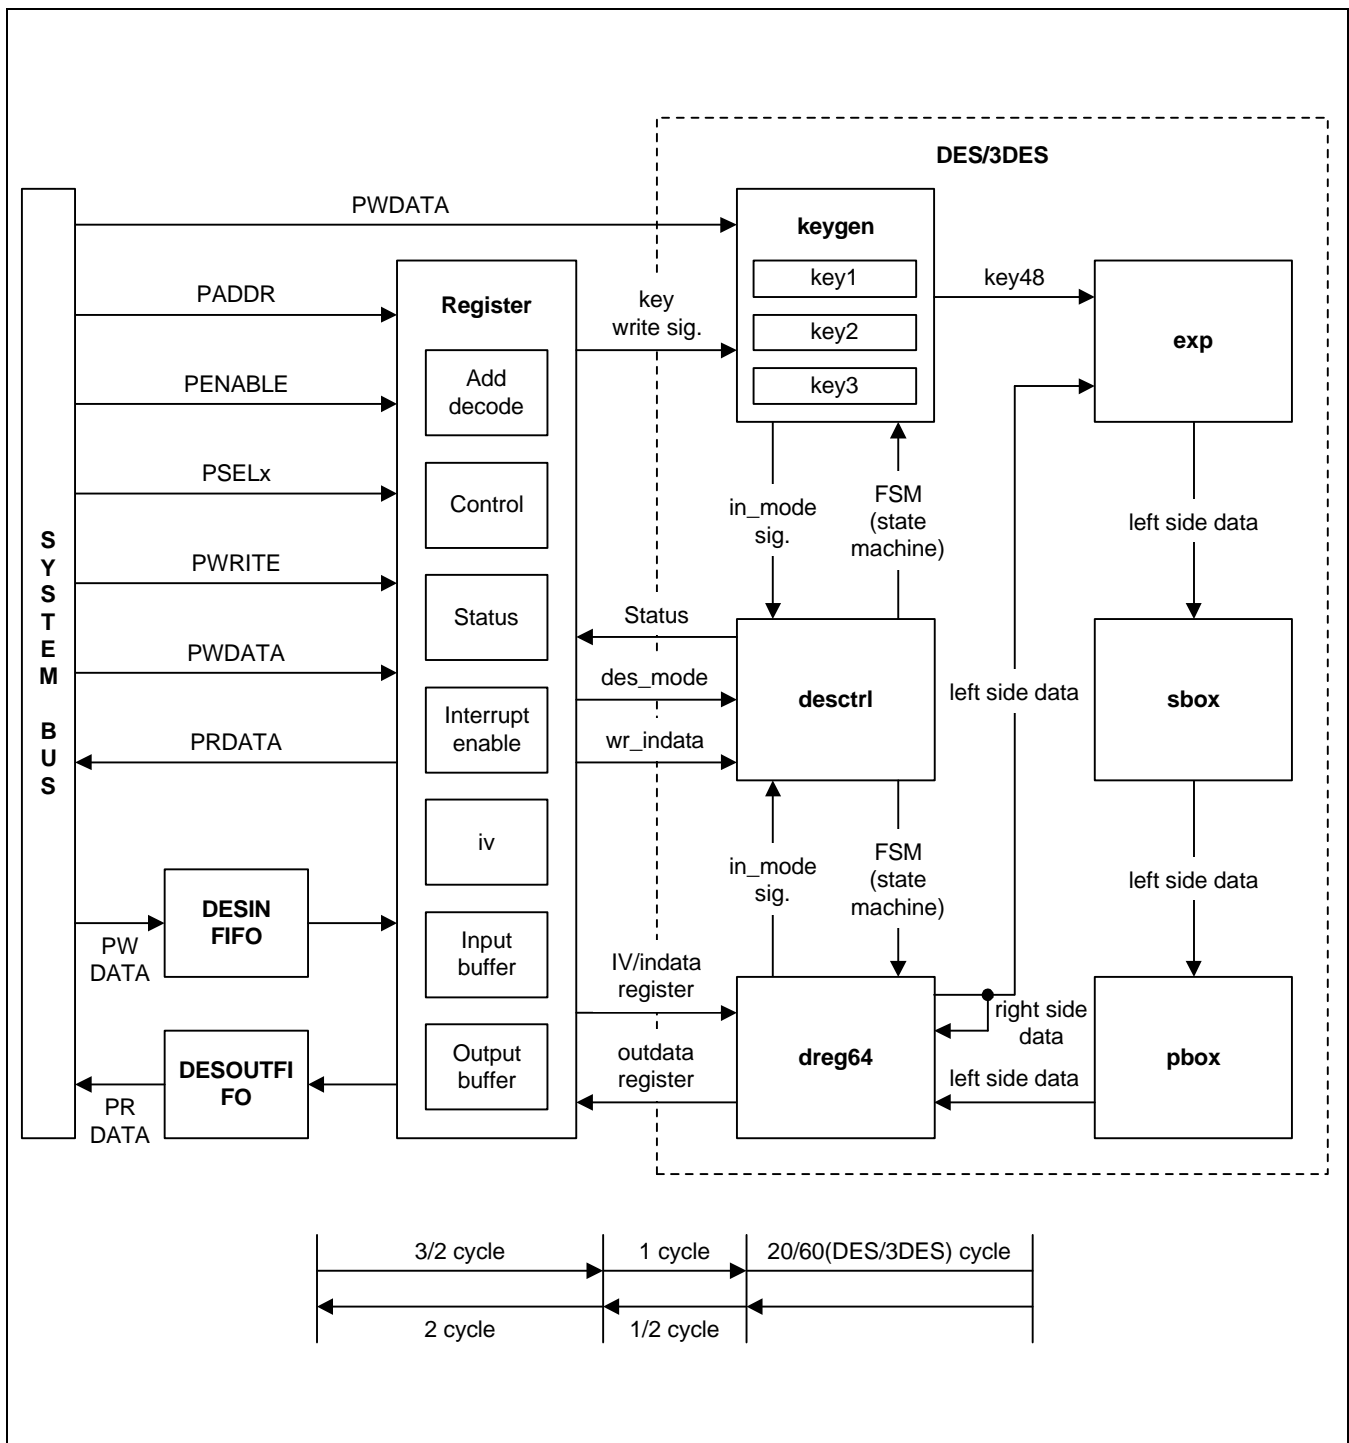 DES/3DES
PWDATA
keygen
key1
key2
key3
key48
exp
PADDR
Register
key
write sig.
PENABLE
Add
decode
PSELx
Control
in_mode
sig.
FSM
(state
machine)
left side data
S
Y
S
T
E
M
B
U
S
PWRITE
Status
Status
PWDATA
des_mode
desctrl
left side data
sbox
Interrupt
enable
PRDATA
wr_indata
iv
in_mode
sig.
FSM
(state
machine)
left side data
DESIN
FIFO
PW
DATA
Input
buffer
IV/indata
register
right side
data
DESOUTFI
FO
PR
DATA
Output
buffer
outdata
register
dreg64
left side data
pbox
3/2 cycle
1 cycle
20/60(DES/3DES) cycle
2 cycle
1/2 cycle